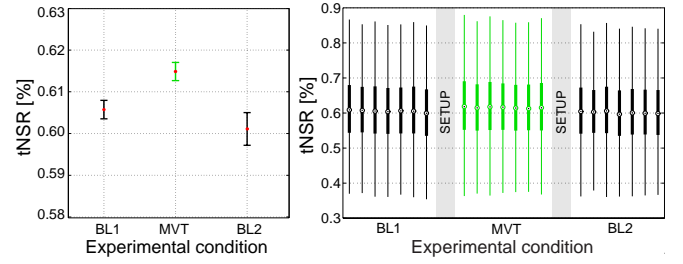 tNSR [%]
0.63
0.62
0.61
0.60
0.59
0.58
BL1 MVT BL2
Experimental condition
tNSR [%]
0.9
0.8
0.7
0.6
0.5
0.4
0.3
SETUP
SETUP
BL1 MVT BL2
Experimental condition